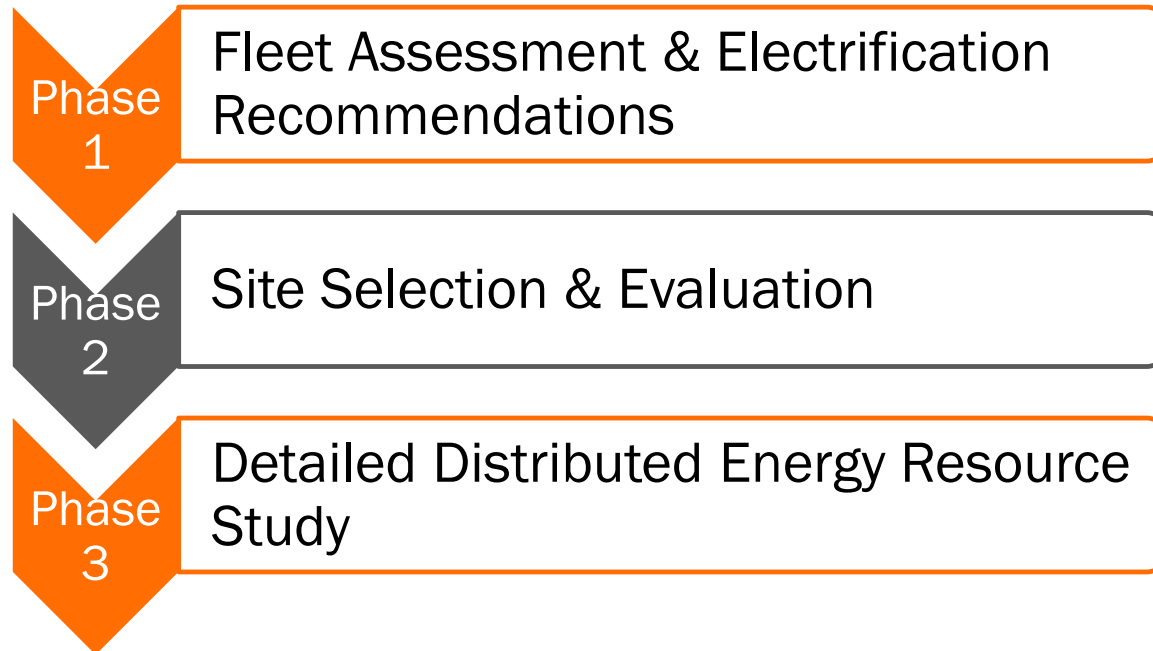 Phase
1
Fleet Assessment & Electrification
Recommendations
Phase
2
Site Selection & Evaluation
Phase
3
Detailed Distributed Energy Resource
Study